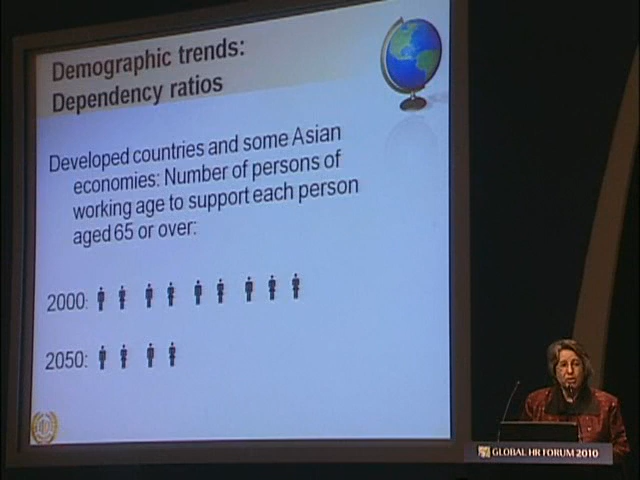 Demographic trends:
Dependency ratios
Developed countries and some Asian
economies: Number of persons of
working age to support each person
aged 65 or over:
2000:
2050:
GLOBAL HR FORUM 2010